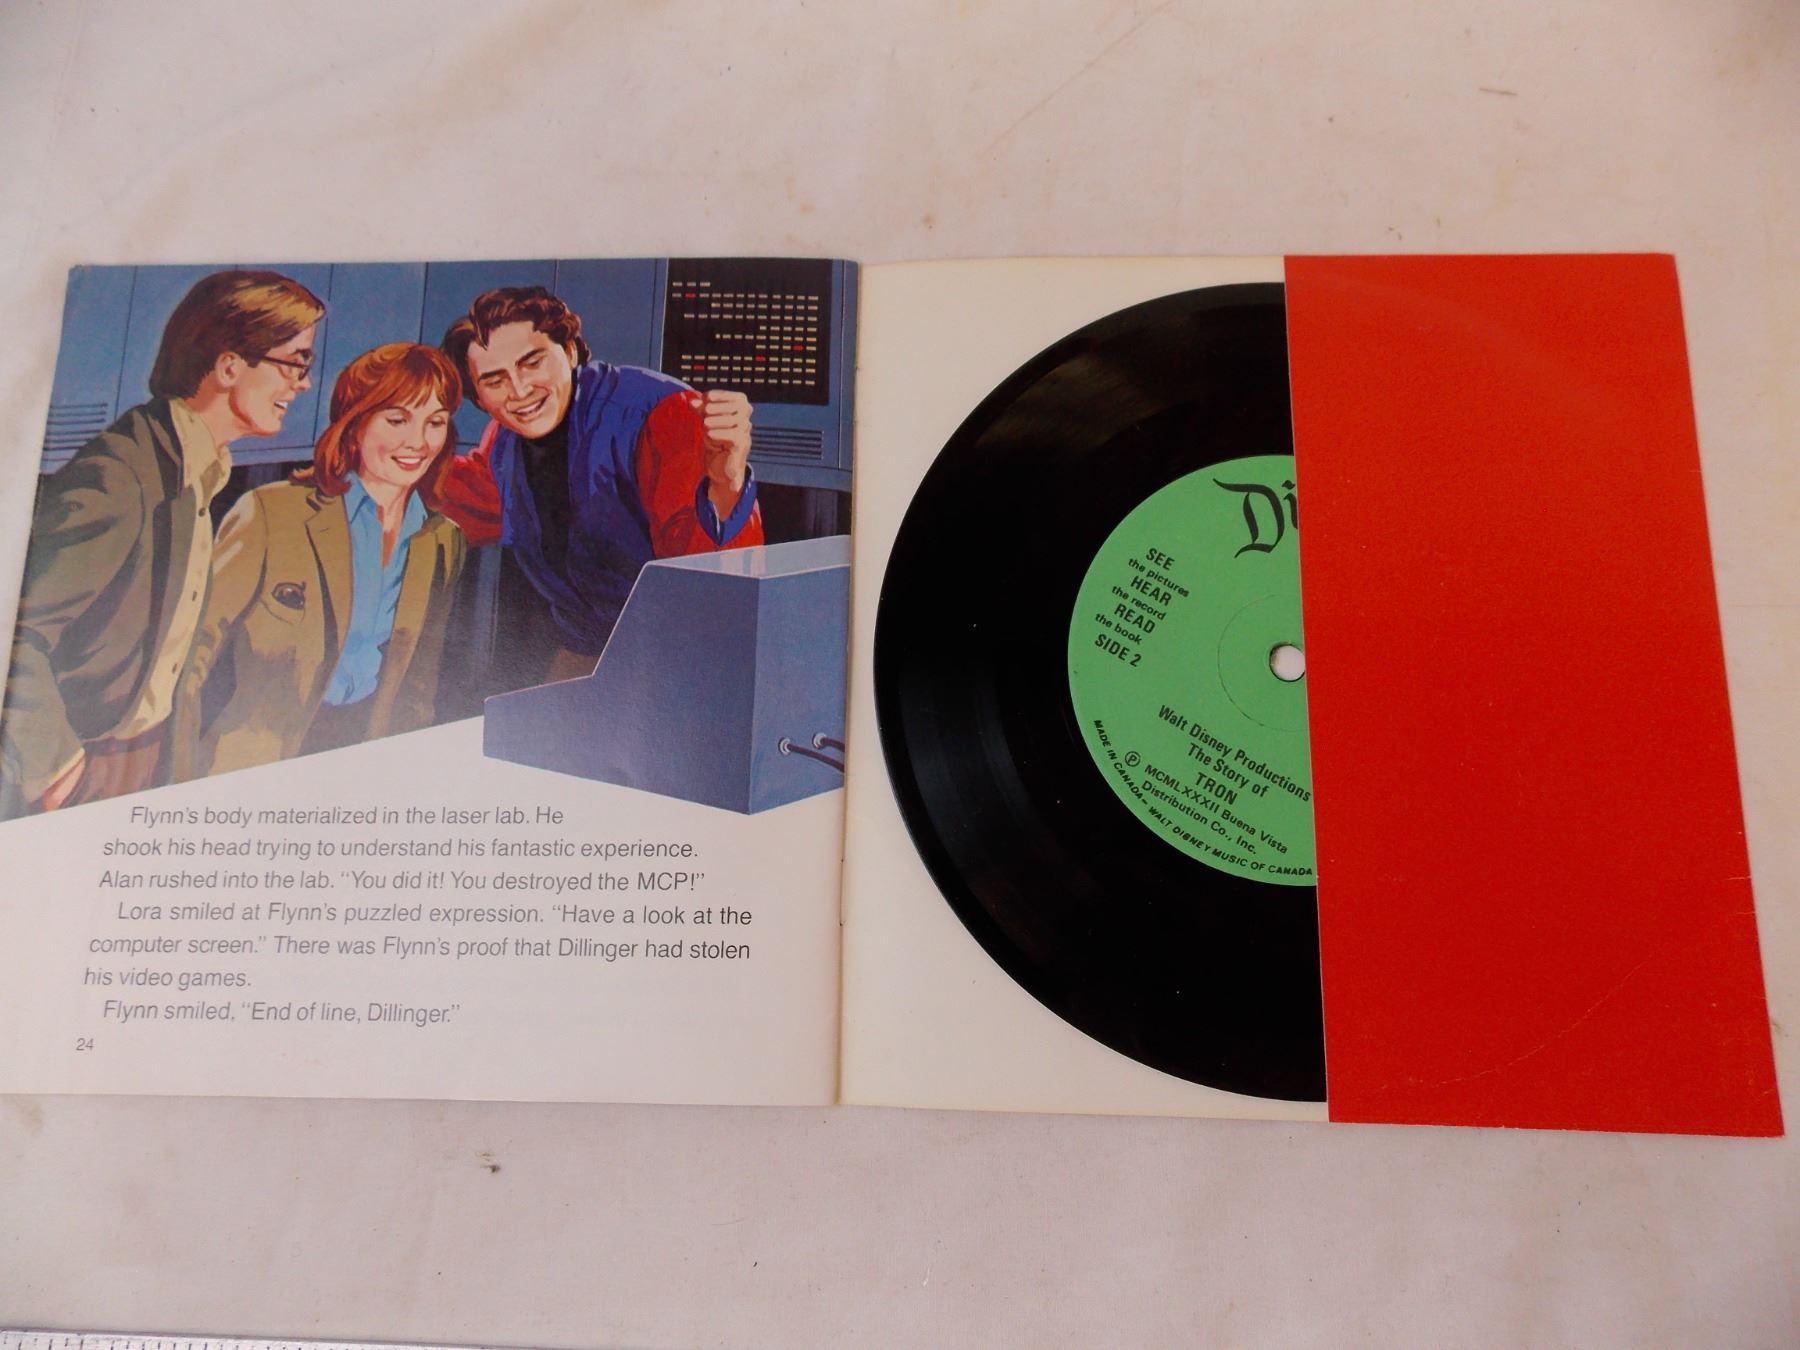 Flynn's body materialized in the laser lab. He
shook his head trying to understand his fantastic experience.
Alan rushed into the lab. "You did it! You destroyed the MCP!"
Lora smiled at Flynn's puzzled expression. "Have a look at the
computer screen." There was Flynn's proof that Dillinger had stolen
his video games.
Flynn smiled. "End of line, Dillinger."
24
SEE
the pictures
HEAR
the record
READ
the book
SIDE 2
Walt Disney Productions
The Story of
TRON
Ⓟ MCMLXXXII Buena Vista
Distribution Co., Inc.
MADE IN CANADA – WALT DISNEY MUSIC OF CANADA